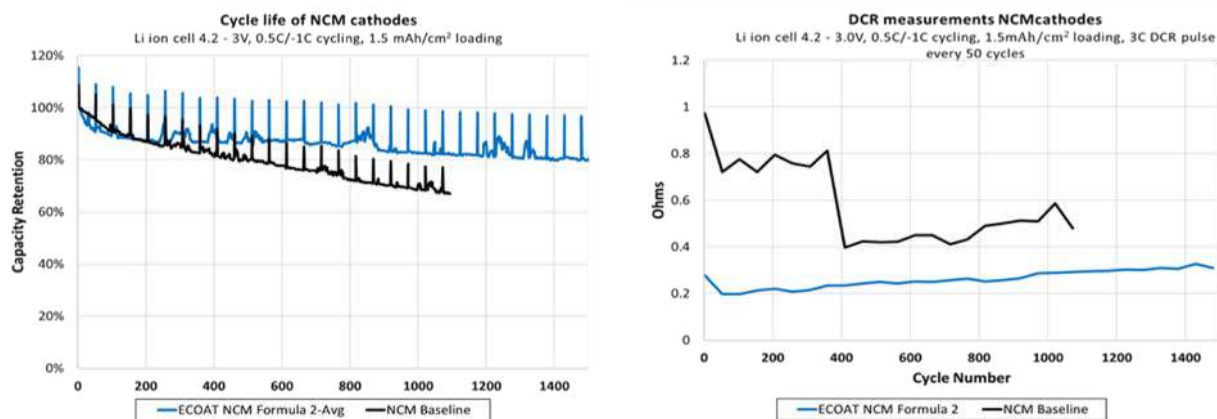 Cycle life of NCM cathodes
Li ion cell 4.2 - 3V, 0.5C/-1C cycling, 1.5 mAh/cm² loading
120%
100%
80%
60%
40%
20%
0%
Capacity Retention
0 200 400 600 800 1000 1200 1400
ECOAT NCM Formula 2-Avg NCM Baseline
DCR measurements NCMcathodes
Li ion cell 4.2 - 3.0V, 0.5C/-1C cycling, 1.5mAh/cm² loading, 3C DCR pulse
every 50 cycles
1.2
1
0.8
0.6
0.4
0.2
0
Ohms
0 200 400 600 800 1000 1200 1400
Cycle Number
ECOAT NCM Formula 2 NCM Baseline